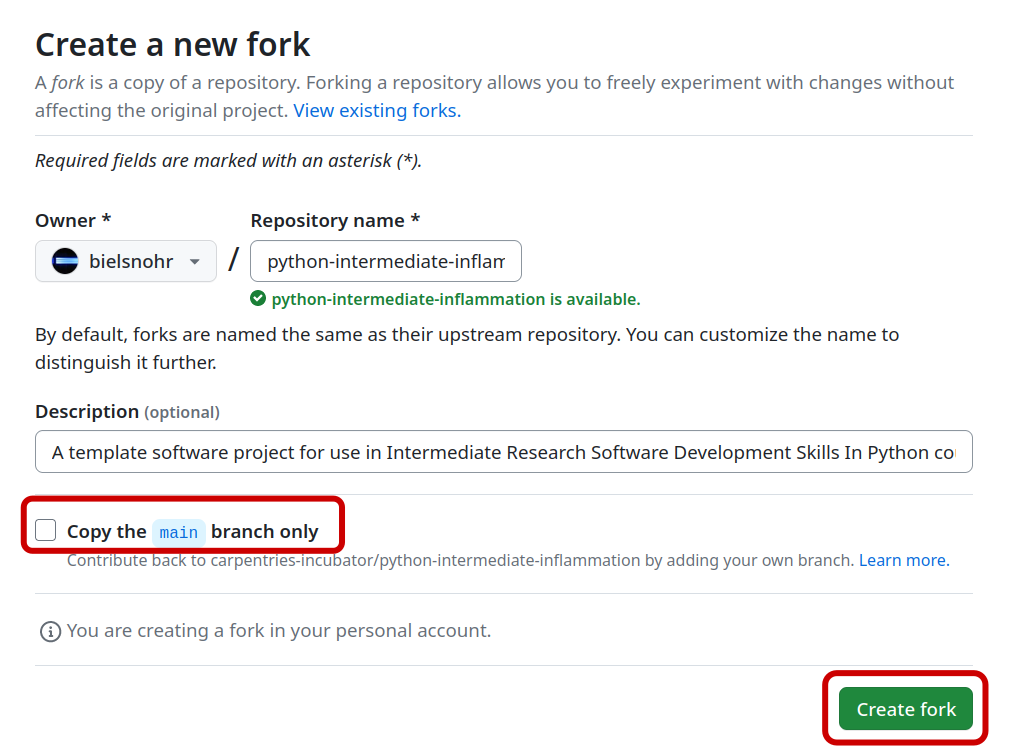 Create a new fork
A fork is a copy of a repository. Forking a repository allows you to freely experiment with changes without
affecting the original project. View existing forks.
Required fields are marked with an asterisk (*).
Owner * Repository name *
bielsnohr / python-intermediate-inflam
python-intermediate-inflammation is available.
By default, forks are named the same as their upstream repository. You can customize the name to
distinguish it further.
Description (optional)
A template software project for use in Intermediate Research Software Development Skills In Python co
Copy the main branch only
Contribute back to carpentries-incubator/python-intermediate-inflammation by adding your own branch. Learn more.
You are creating a fork in your personal account.
Create fork